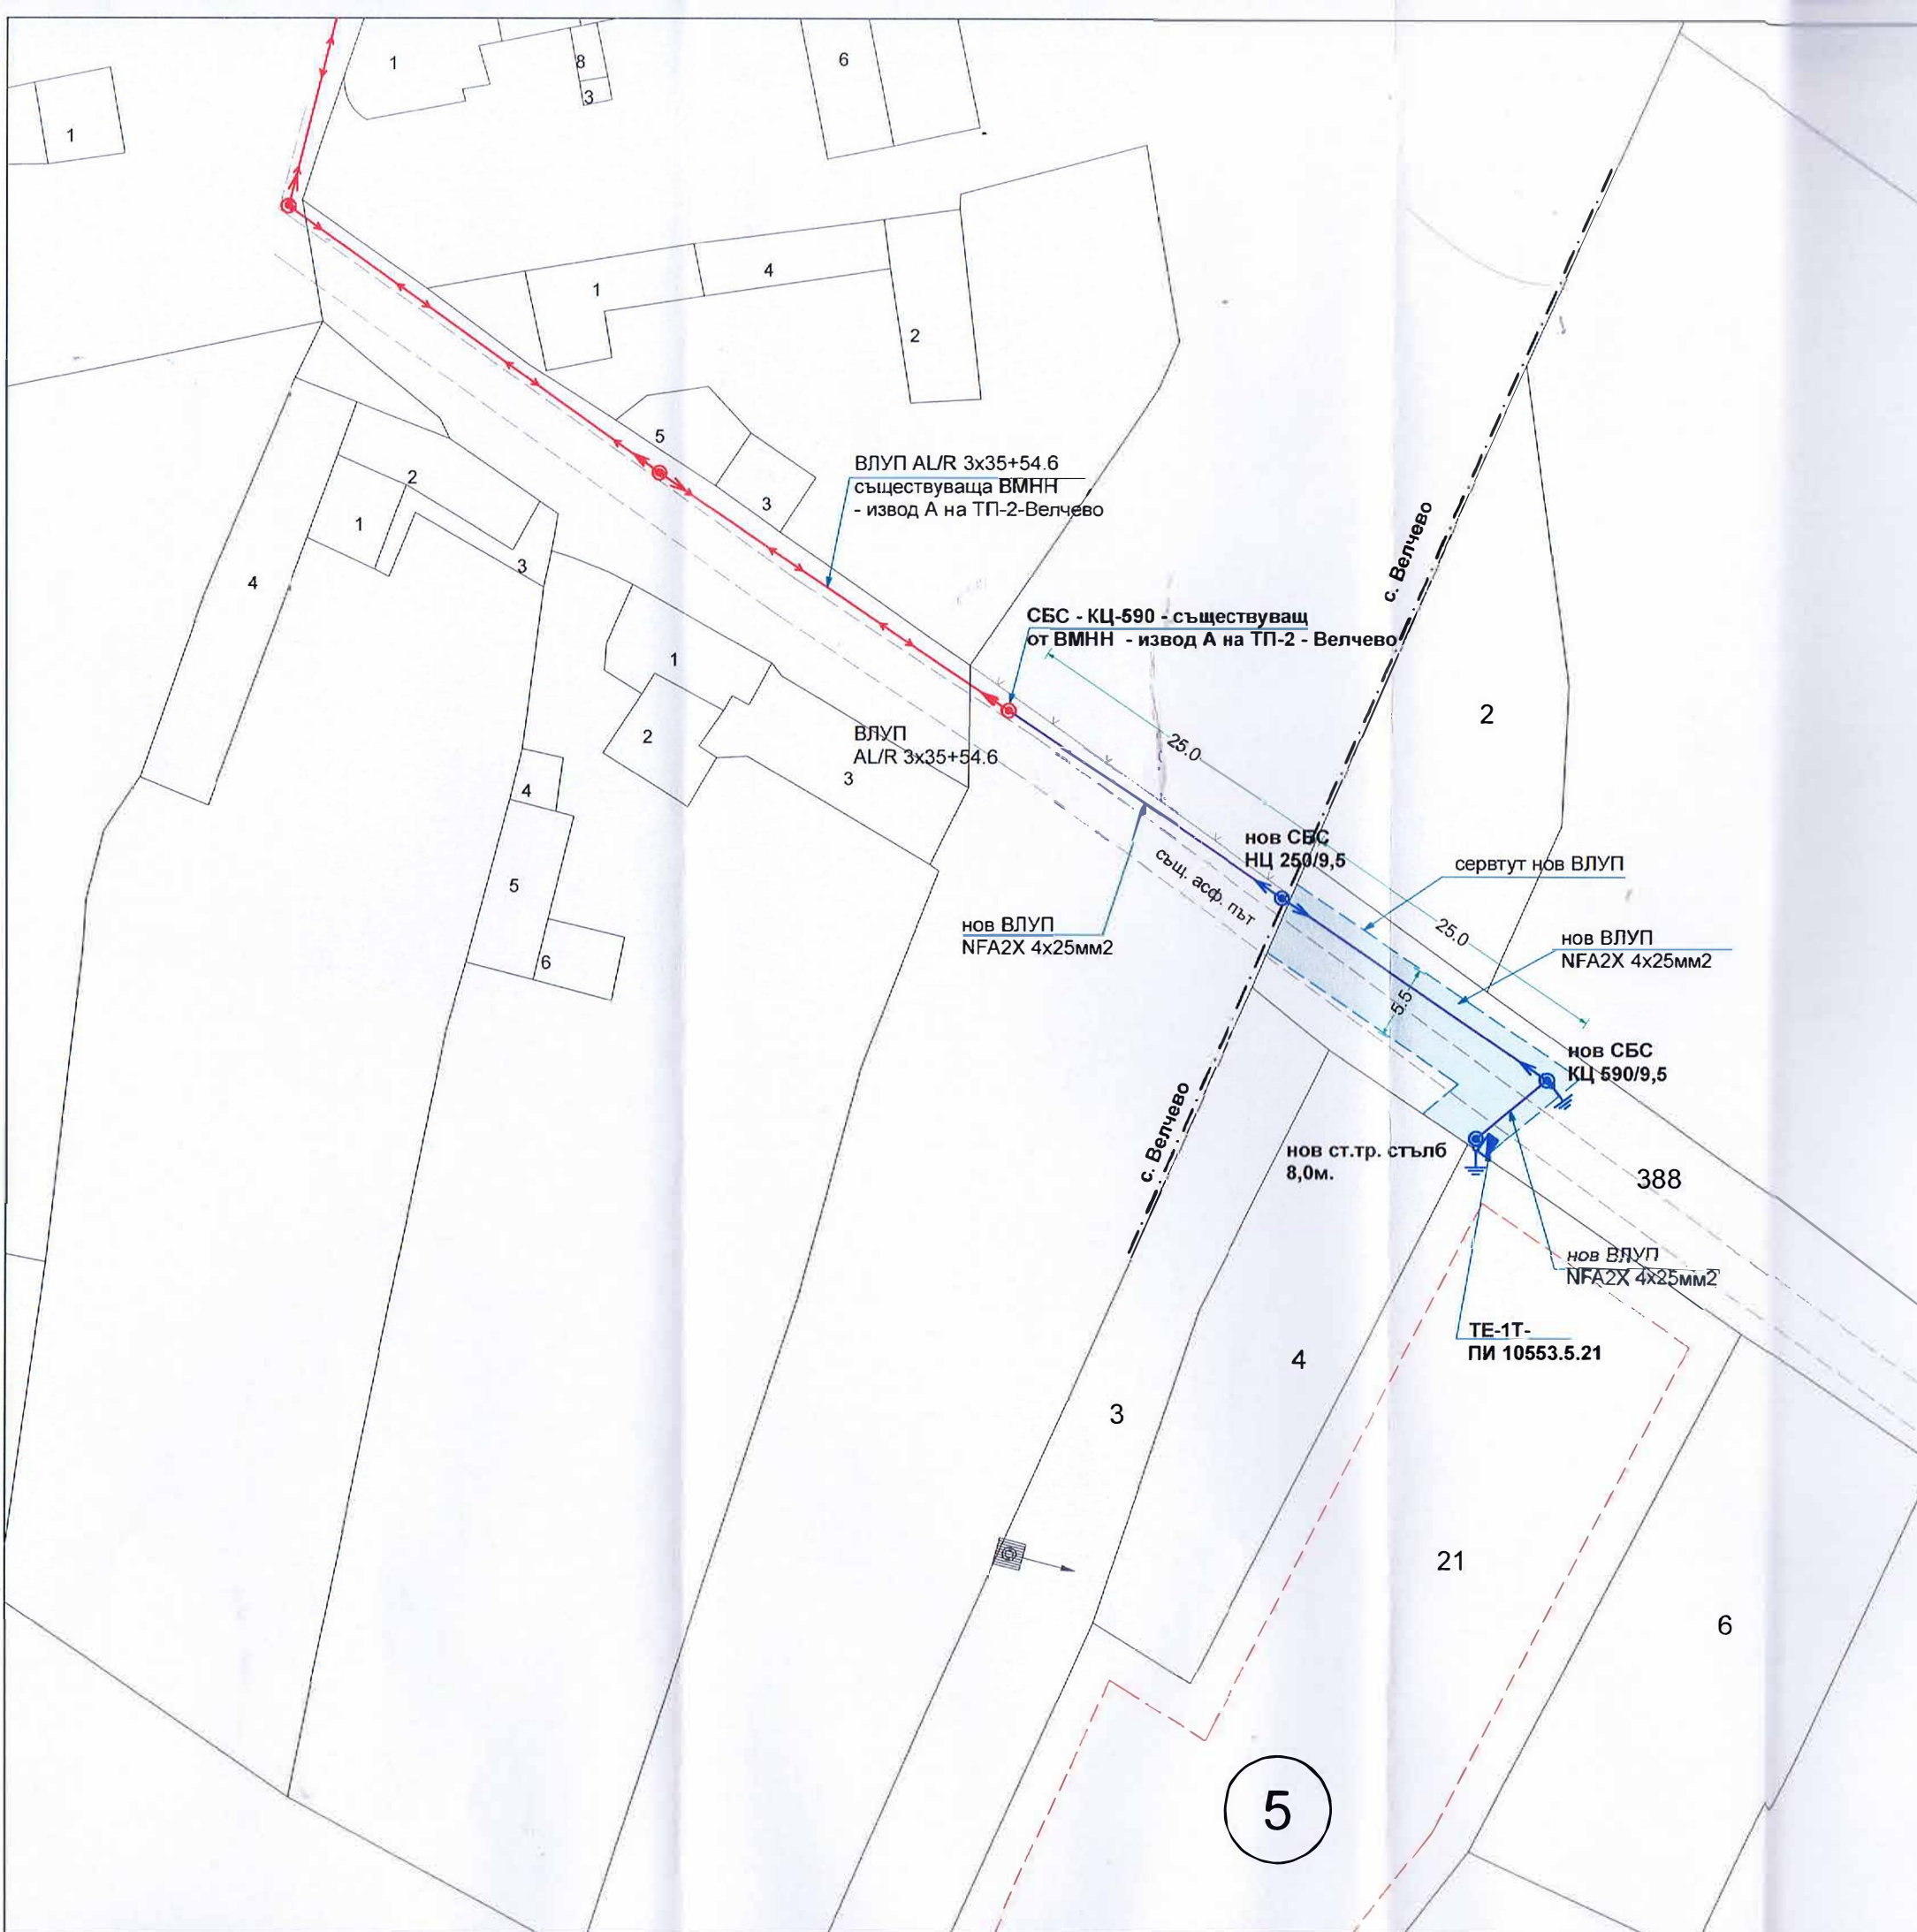 1
8
3
6
1
1
4
2
5
3
ВЛУП AL/R 3x35+54.6
съществуваща ВМНН
- извод А на ТП-2-Велчево
2
1
3
4
СБС - КЦ-590 - съществуващ
от ВМНН - извод А на ТП-2 - Велчево
с. Велчево
2
1
2
ВЛУП
AL/R 3x35+54.6
3
25.0
4
5
6
нов СБС
НЦ 250/9,5
сервтут нов ВЛУП
същ. асф. път
нов ВЛУП
NFA2X 4x25мм2
25.0
нов ВЛУП
NFA2X 4x25мм2
5.5
нов СБС
КЦ 590/9,5
с. Велчево
нов ст.тр. стълб
8,0м.
388
нов ВЛУП
NFA2X 4x25мм2
ТЕ-1Т-
ПИ 10553.5.21
4
3
21
6
5